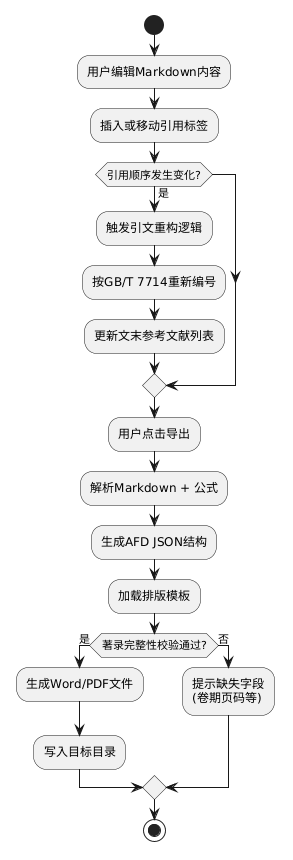 用户编辑Markdown内容
插入或移动引用标签
引用顺序发生变化?
是
触发引文重构逻辑
按GB/T 7714重新编号
更新文末参考文献列表
用户点击导出
解析Markdown + 公式
生成AFD JSON结构
加载排版模板
是
著录完整性校验通过?
否
生成Word/PDF文件
写入目标目录
提示缺失字段
(卷期页码等)